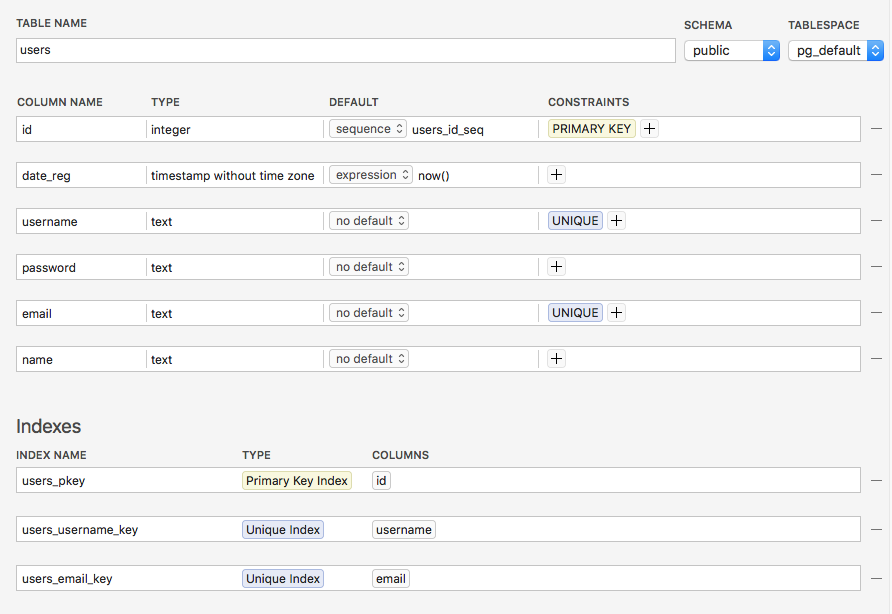 TABLE NAME SCHEMA TABLESPACE
users public pg_default
COLUMN NAME TYPE DEFAULT CONSTRAINTS
id integer sequence users_id_seq PRIMARY KEY +
date_reg timestamp without time zone expression now() +
username text no default UNIQUE +
password text no default +
email text no default UNIQUE +
name text no default +
Indexes
INDEX NAME TYPE COLUMNS
users_pkey Primary Key Index id
users_username_key Unique Index username
users_email_key Unique Index email